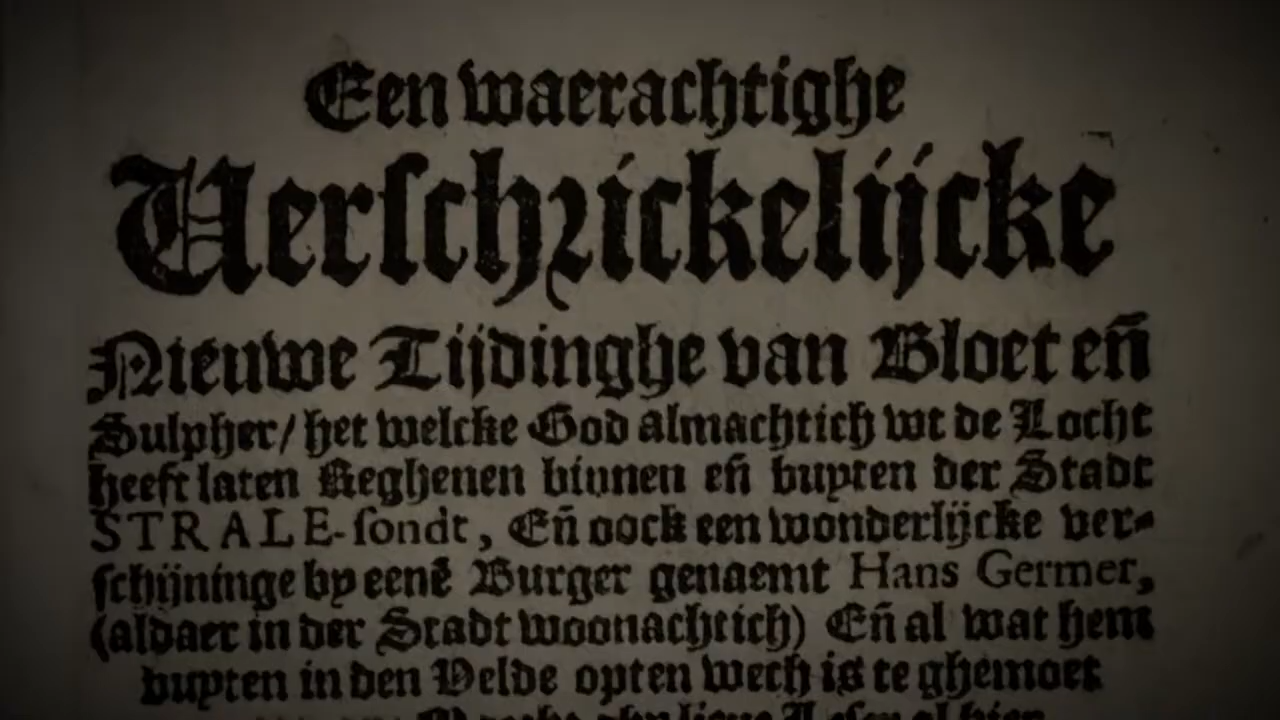 Een waerachtighe
Verschrickelijcke
Nieuwe Tijdinghe van Bloet eñ
Sulpher/ het welcke God almachtich wt de Locht
heeft laten Reghenen binnen eñ buyten der Stadt
STRALE-sondt, Eñ oock een wonderlijcke ver-
schijninge by eenẽ Burger genaemt Hans Germer,
(aldaer in der Stadt woonachtich) Eñ al wat hem
buyten in den Velde opten wech is te ghemoet